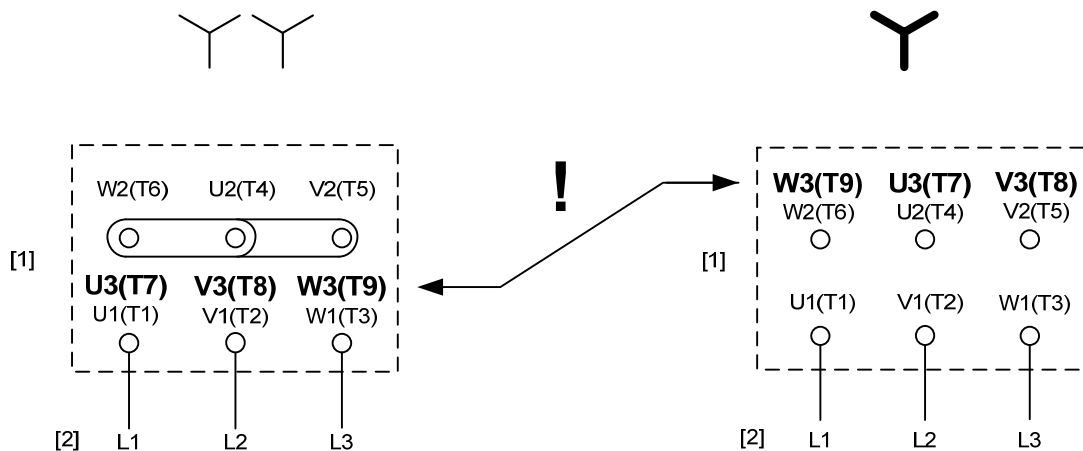 W2(T6) U2(T4) V2(T5)
[1]
U3(T7) V3(T8) W3(T9)
U1(T1) V1(T2) W1(T3)
[2] L1 L2 L3
!
W3(T9) U3(T7) V3(T8)
W2(T6) U2(T4) V2(T5)
[1]
U1(T1) V1(T2) W1(T3)
[2] L1 L2 L3